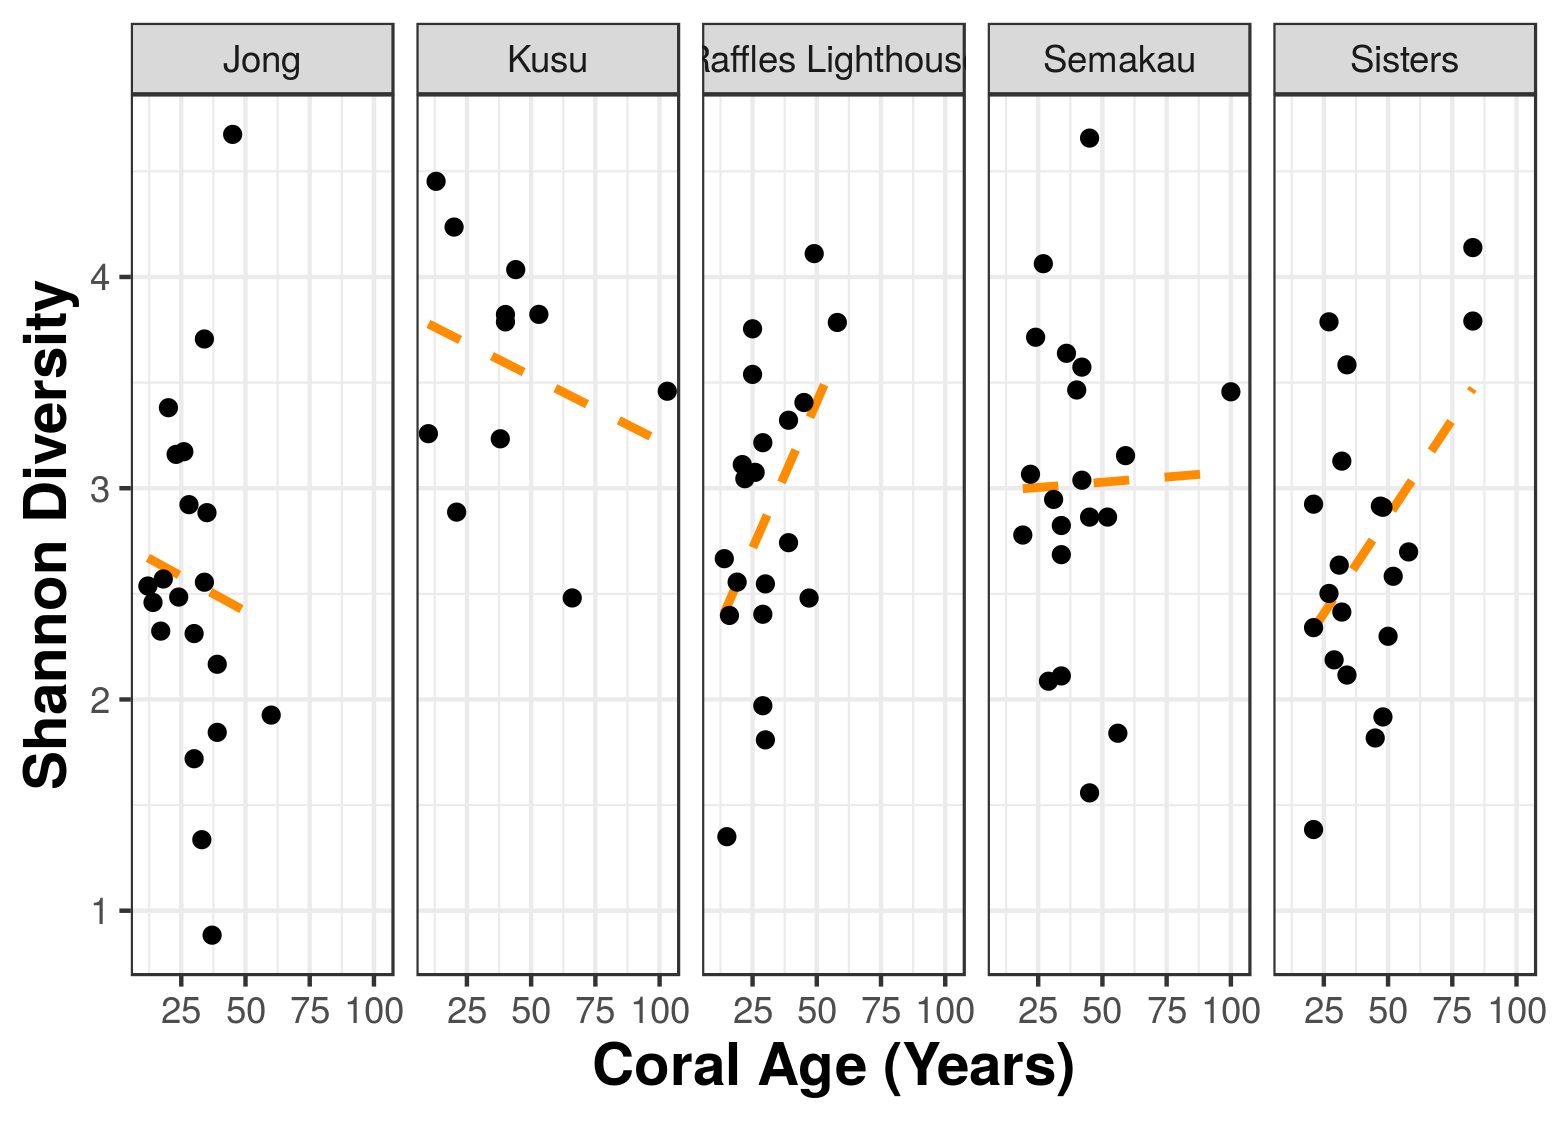 Jong Kusu Raffles Lighthous Semakau Sisters
4
3
2
1
Shannon Diversity
25 50 75 100 25 50 75 100 25 50 75 100 25 50 75 100 25 50 75 100
Coral Age (Years)